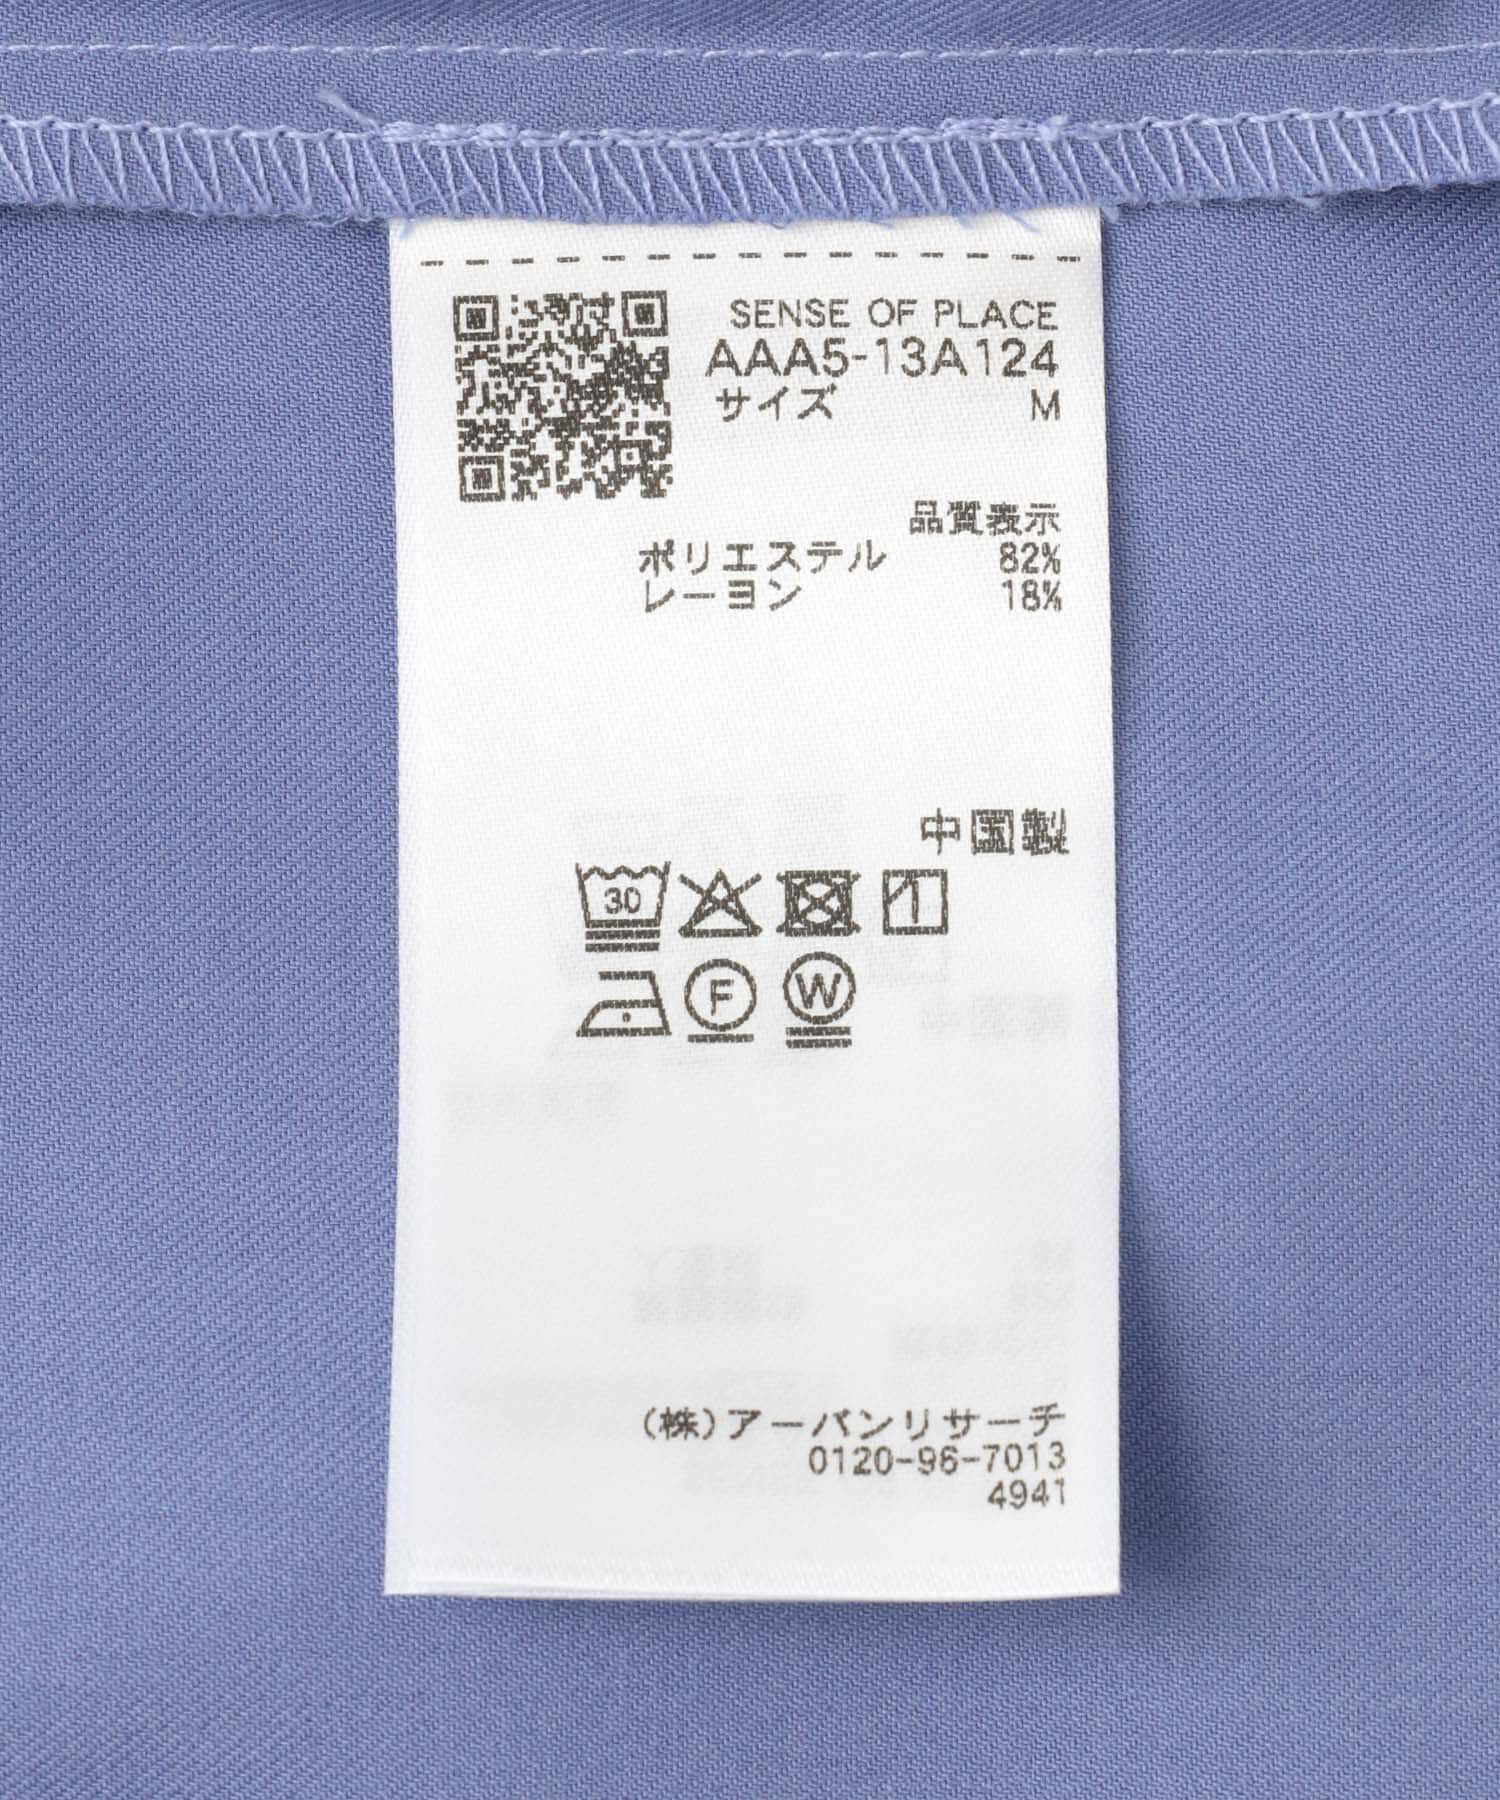 SENSE OF PLACE
AAA5-13A124
サイズ M
品質表示
ポリエステル 82%
レーヨン 18%
中国製
30
F W
(株)アーバンリサーチ
0120-96-7013
4941